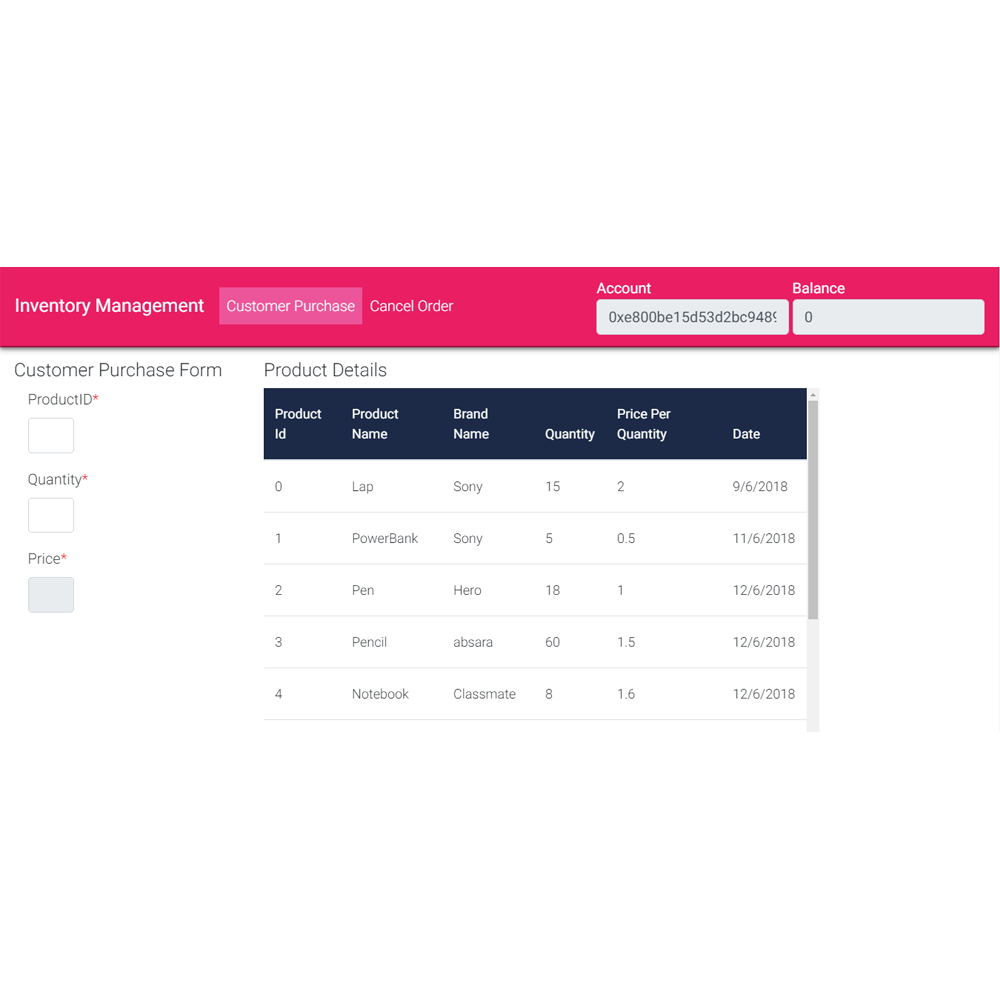 Inventory Management Customer Purchase Cancel Order
Account Balance
0xe800be15d53d2bc948 0
Customer Purchase Form
ProductID*
Quantity*
Price*
Product Details
Product Id Product Name Brand Name Quantity Price Per Quantity Date
0 Lap Sony 15 2 9/6/2018
1 PowerBank Sony 5 0.5 11/6/2018
2 Pen Hero 18 1 12/6/2018
3 Pencil absara 60 1.5 12/6/2018
4 Notebook Classmate 8 1.6 12/6/2018